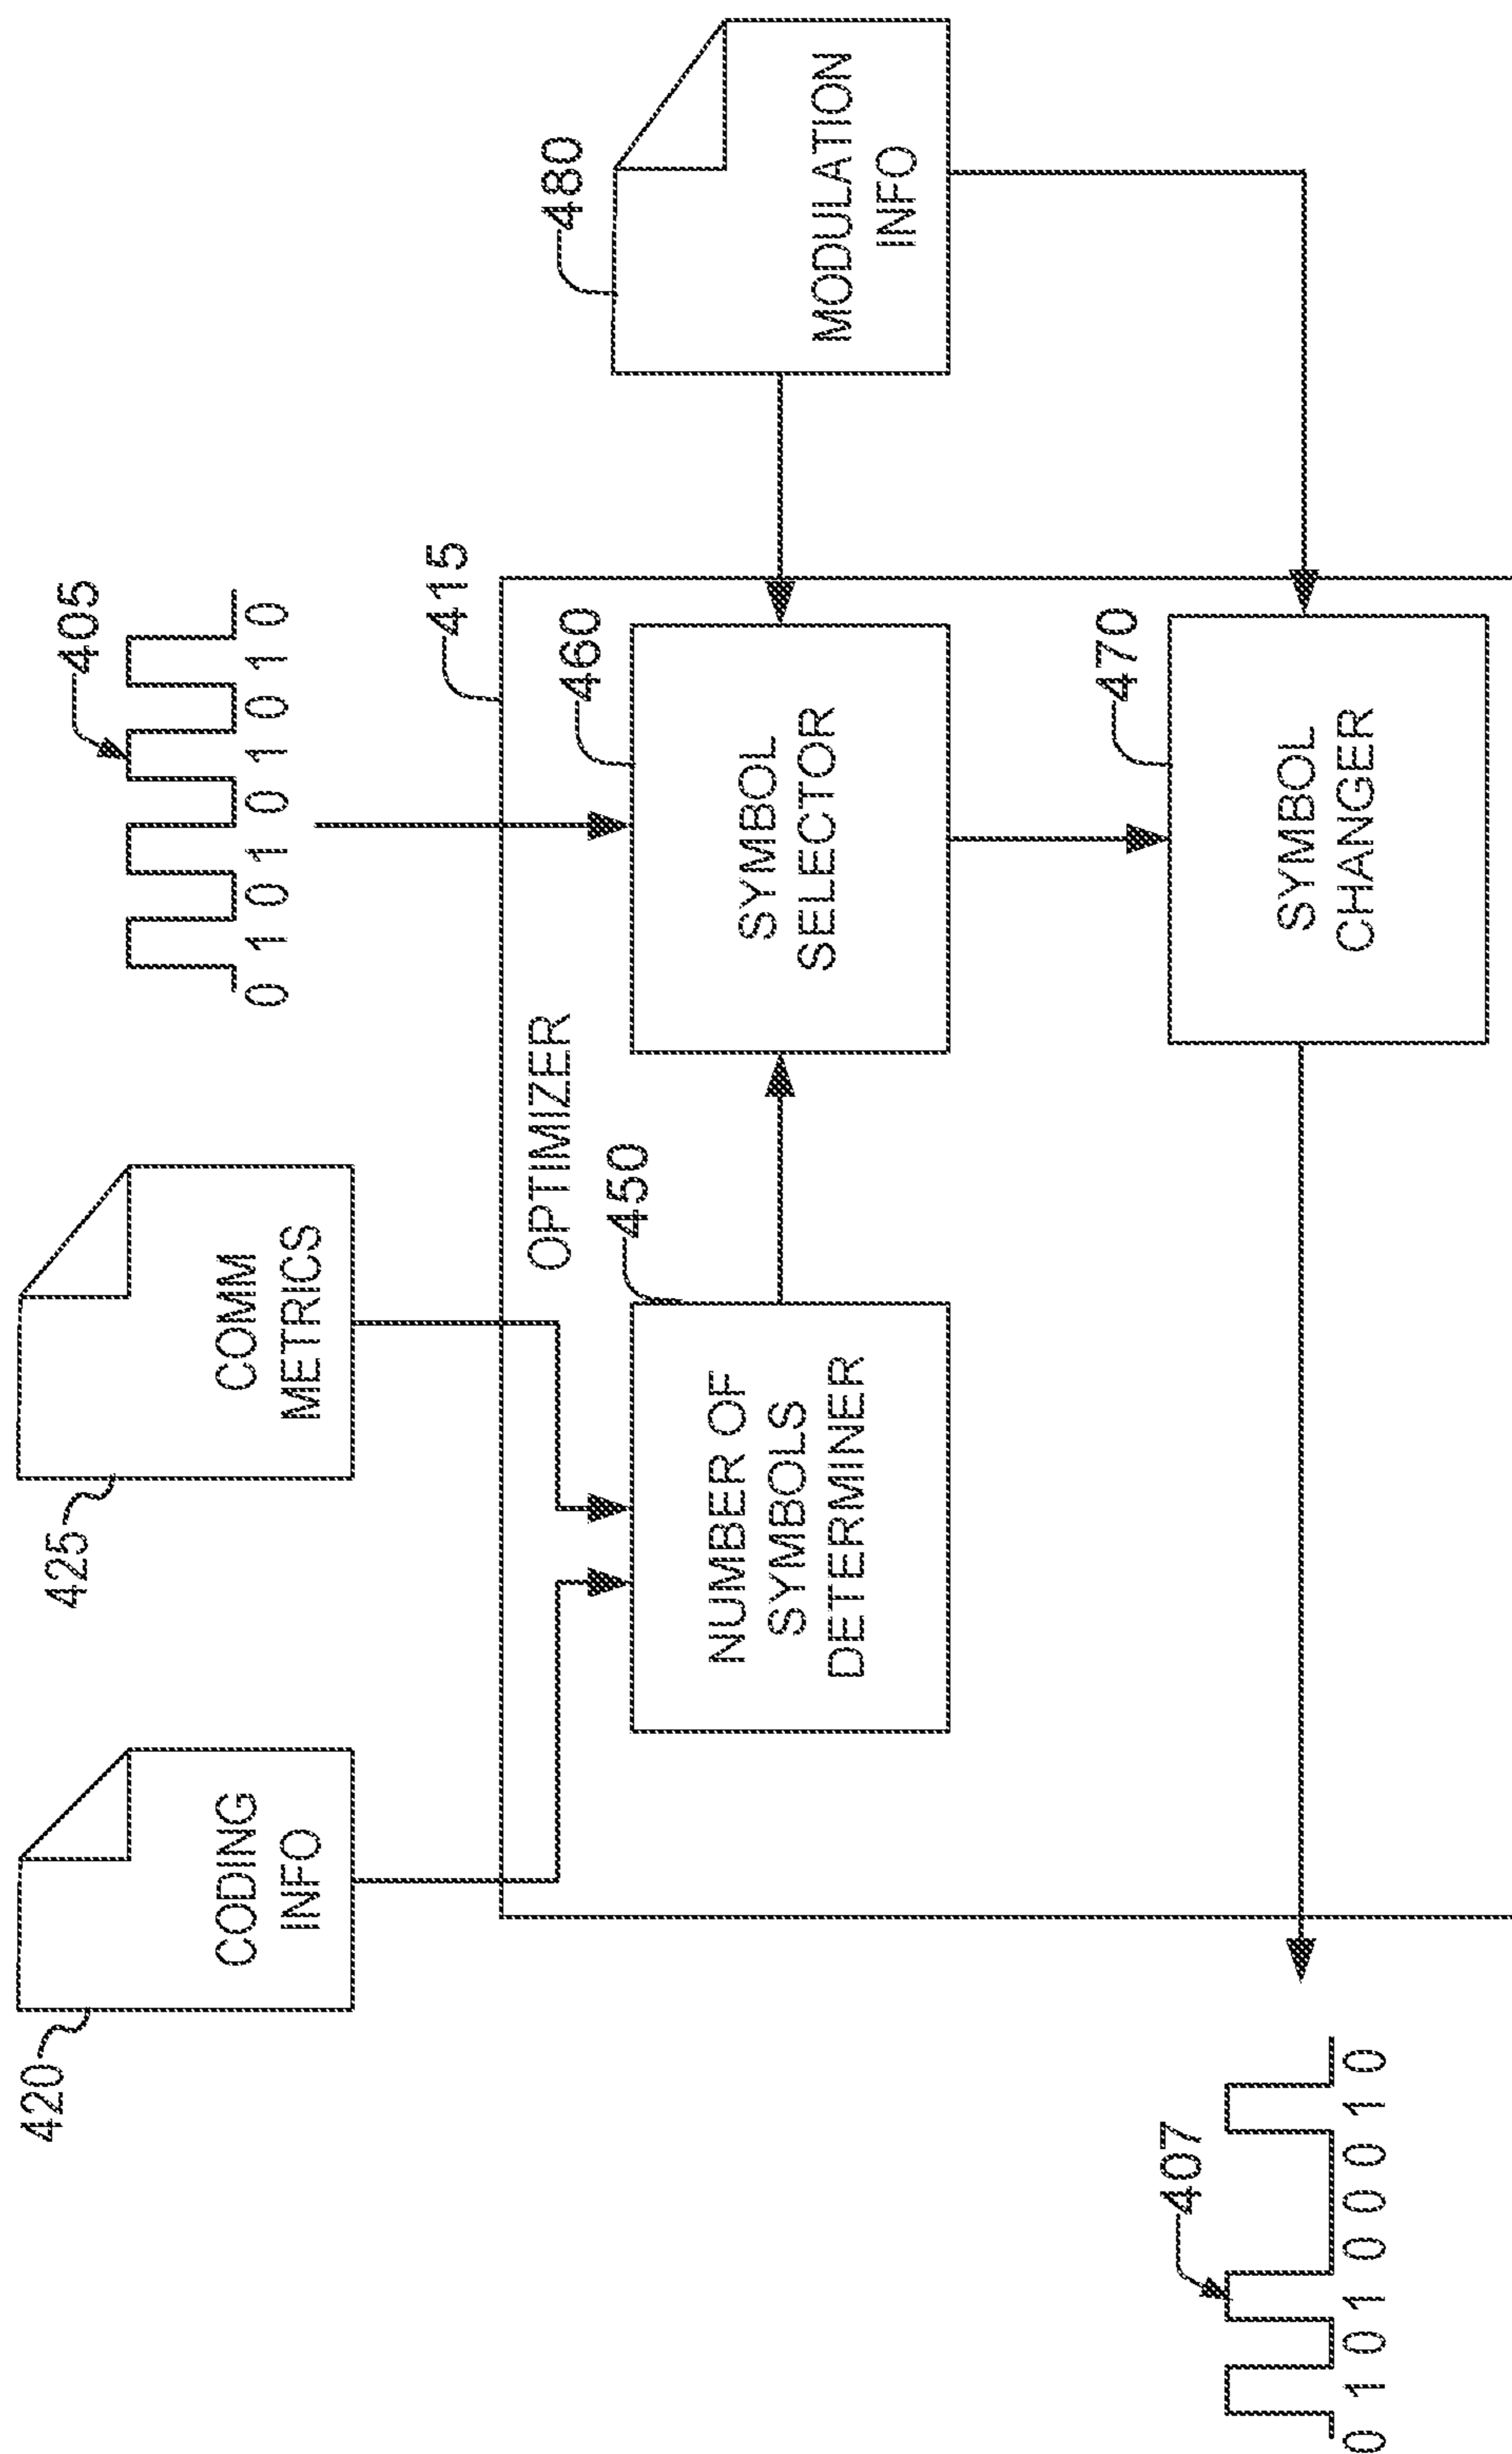 420
CODING
INFO
425
COMM
METRICS
405
0 1 0 1 0 1 0 1 0
415
OPTIMIZER
450
NUMBER OF
SYMBOLS
DETERMINER
460
SYMBOL
SELECTOR
480
MODULATION
INFO
470
SYMBOL
CHANGER
407
0 1 0 1 0 0 0 1 0